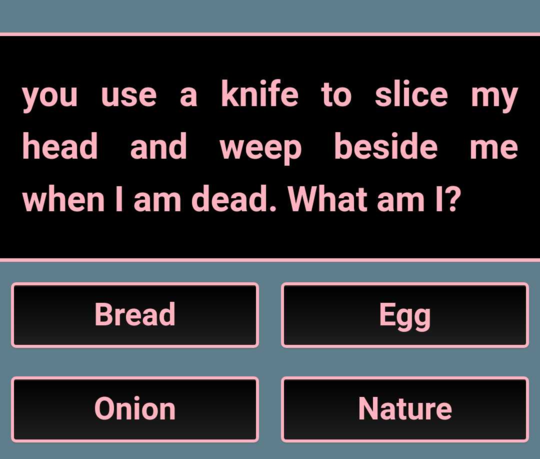 you use a knife to slice my
head and weep beside me
when I am dead. What am I?
Bread
Egg
Onion
Nature